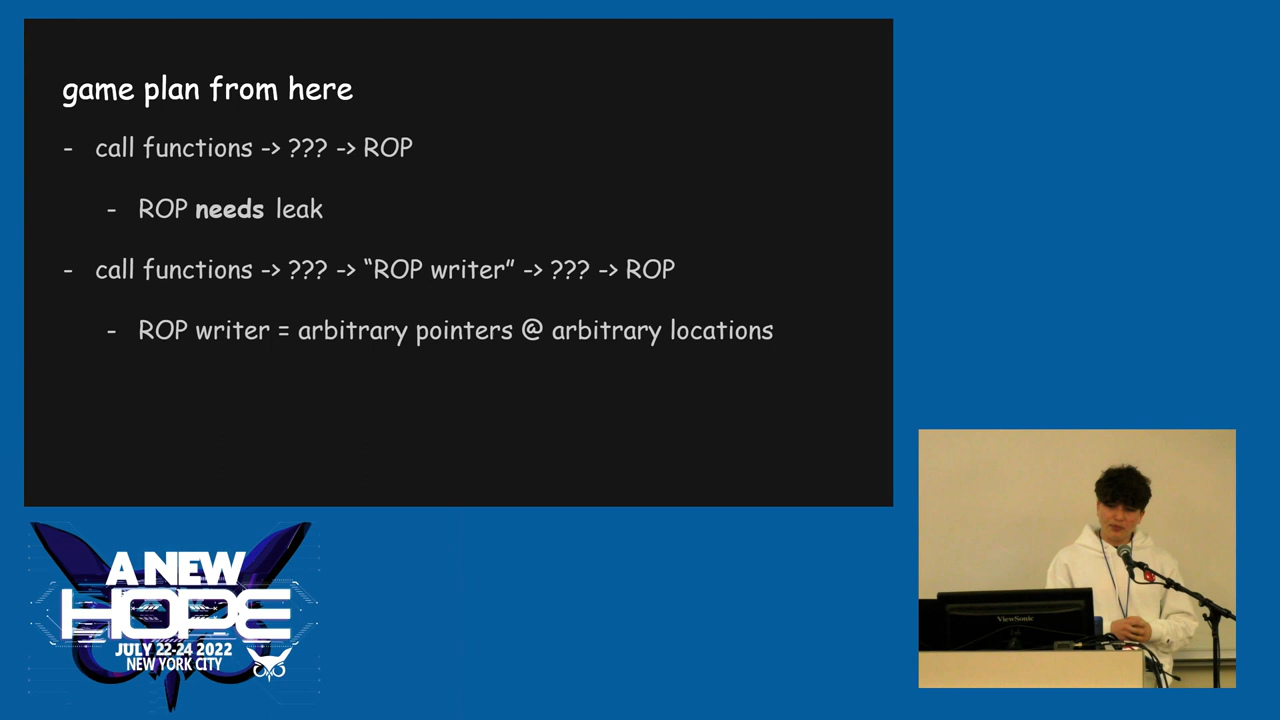 game plan from here
- call functions -> ??? -> ROP
- ROP needs leak
- call functions -> ??? -> “ROP writer” -> ??? -> ROP
- ROP writer = arbitrary pointers @ arbitrary locations
A NEW
HOPE
JULY 22-24 2022
NEW YORK CITY
ViewSonic